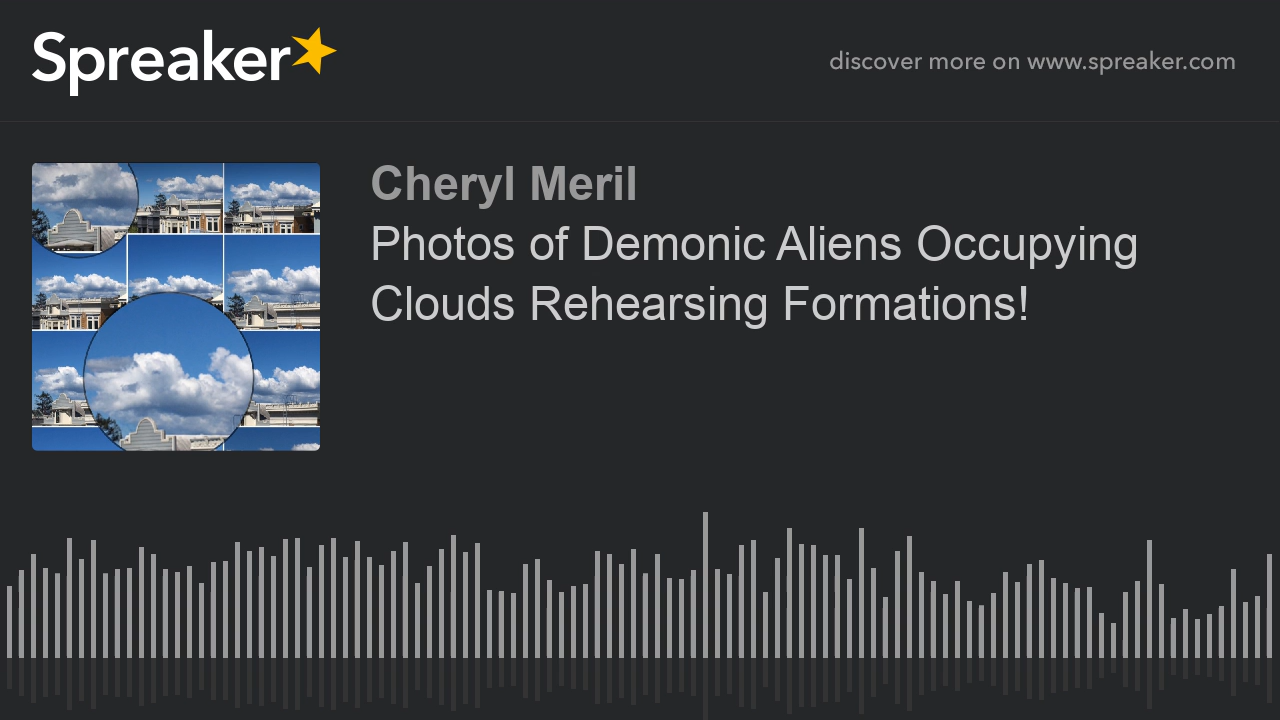 Spreaker
discover more on www.spreaker.com
Cheryl Meril
Photos of Demonic Aliens Occupying
Clouds Rehearsing Formations!